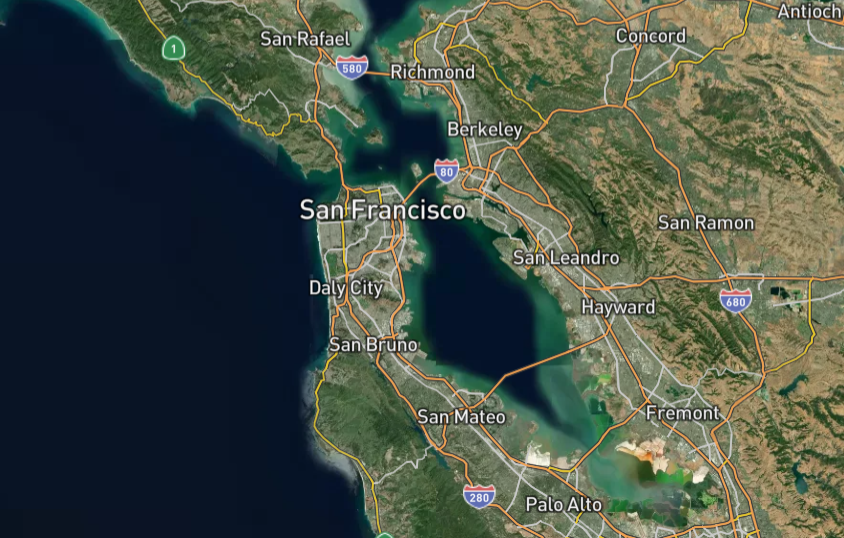 Antioch
San Rafael
Concord
1
580
Richmond
Berkeley
80
San Francisco
San Ramon
San Leandro
Daly City
Hayward
680
San Bruno
San Mateo
Fremont
280
Palo Alto